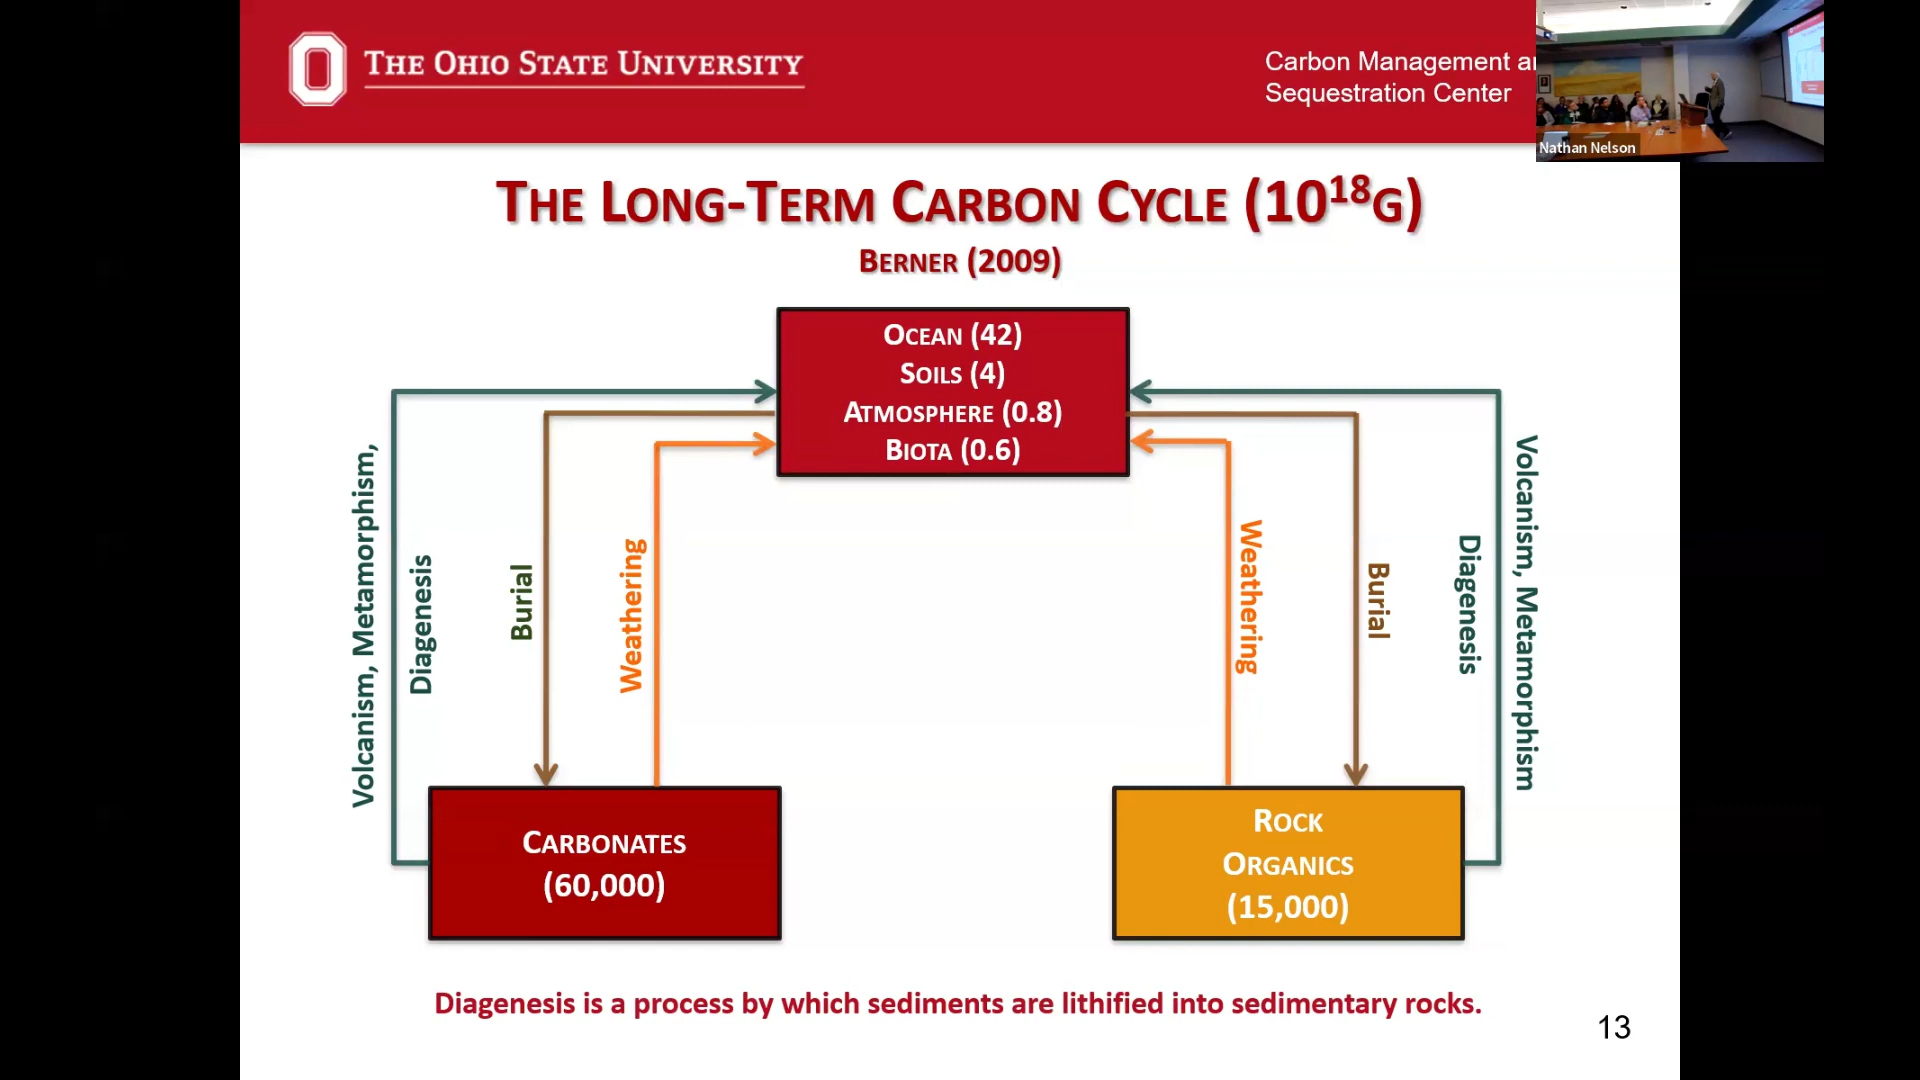 THE OHIO STATE UNIVERSITY
Carbon Management
Sequestration Center
Nathan Nelson
THE LONG-TERM CARBON CYCLE (10¹⁸G)
BERNER (2009)
OCEAN (42)
SOILS (4)
ATMOSPHERE (0.8)
BIOTA (0.6)
Volcanism, Metamorphism,
Diagenesis
Burial
Weathering
Weathering
Burial
Diagenesis
Volcanism, Metamorphism
CARBONATES
(60,000)
ROCK
ORGANICS
(15,000)
Diagenesis is a process by which sediments are lithified into sedimentary rocks.
13